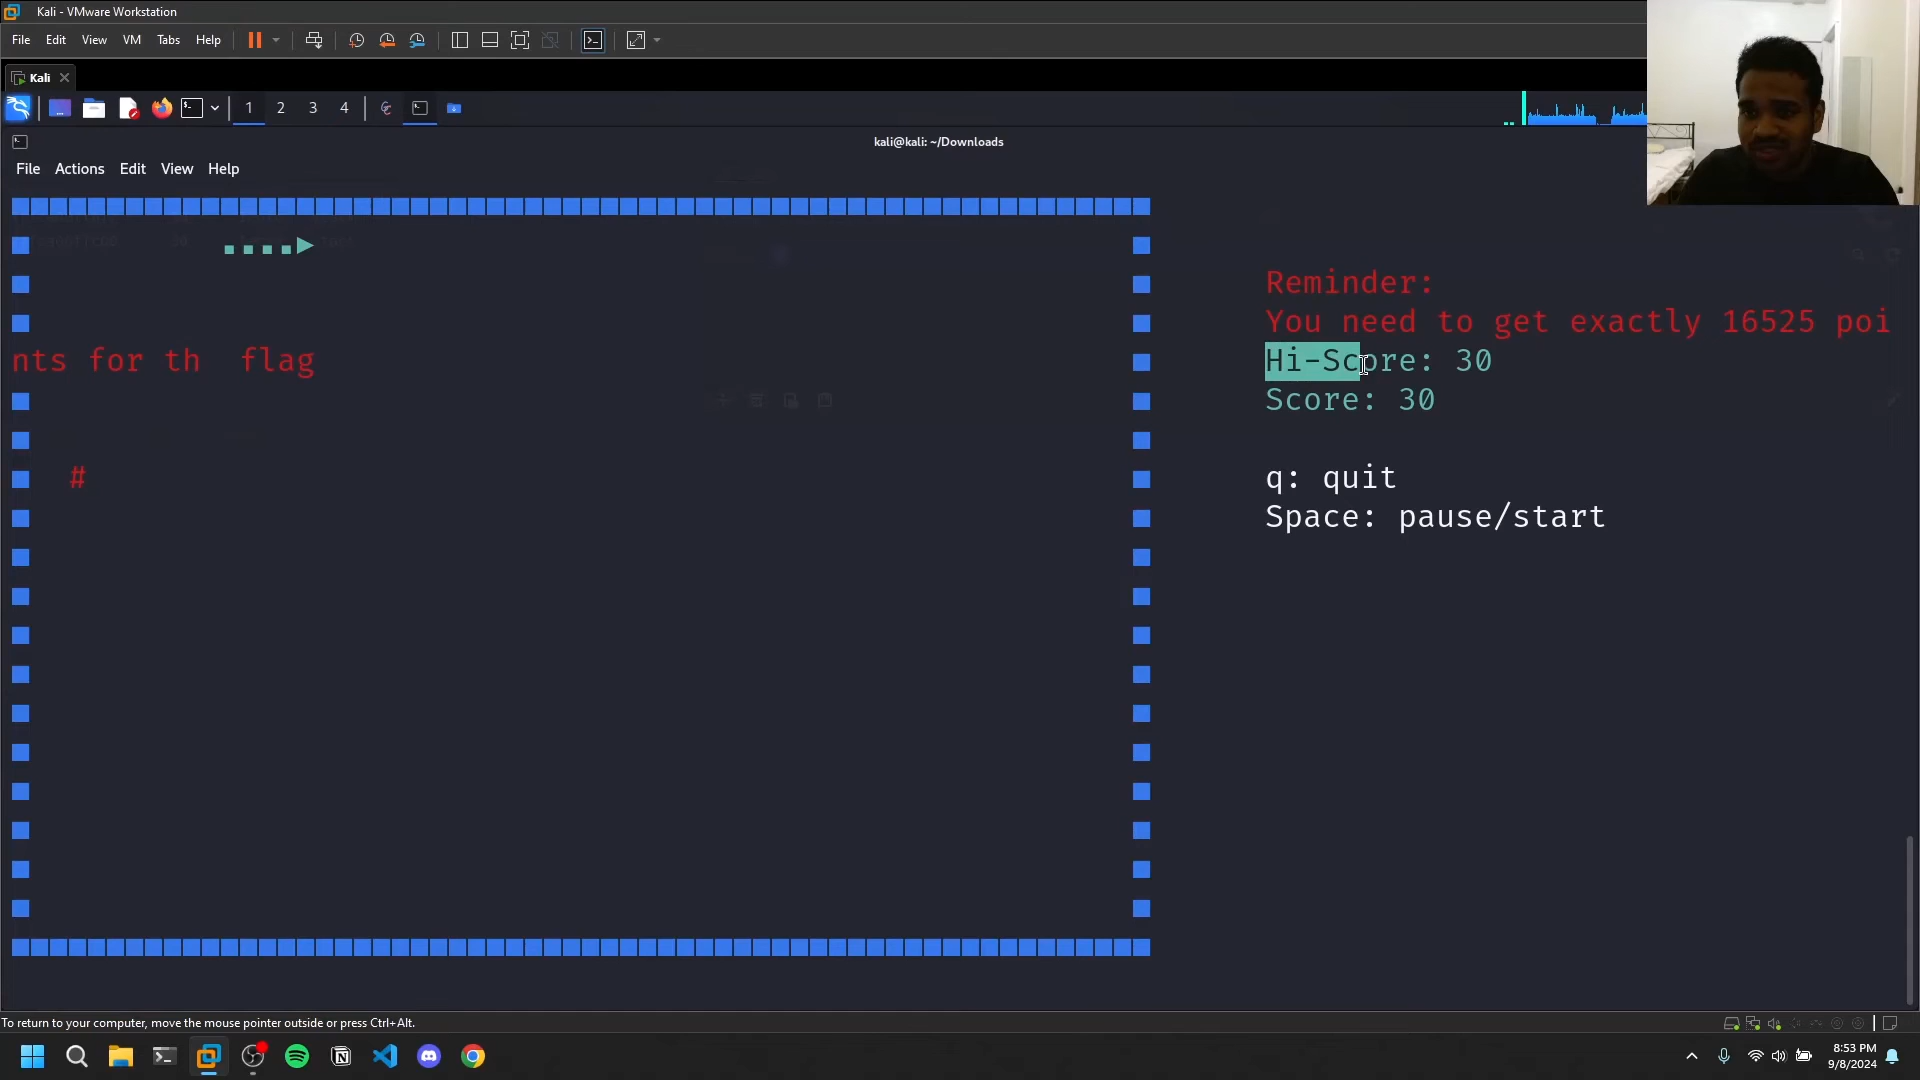 Kali - VMware Workstation
File Edit View VM Tabs Help
Kali
1 2 3 4
kali@kali: ~/Downloads
File Actions Edit View Help
Reminder:
You need to get exactly 16525 poi
nts for th  flag
Hi-Score: 30
Score: 30
#
q: quit
Space: pause/start
To return to your computer, move the mouse pointer outside or press Ctrl+Alt.
8:53 PM
9/8/2024